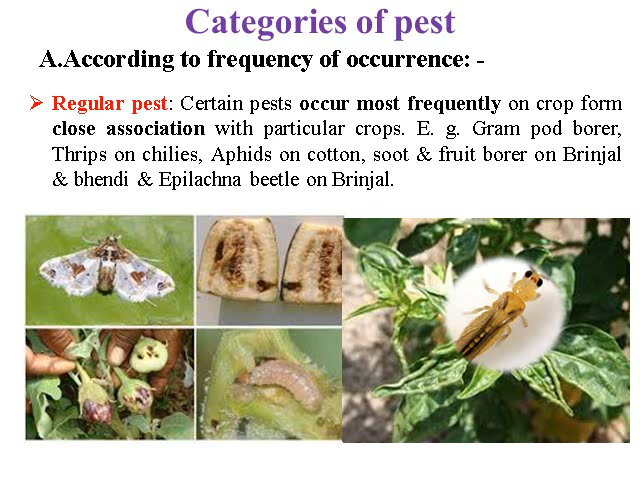 Categories of pest
A.According to frequency of occurrence: -
➢ Regular pest: Certain pests occur most frequently on crop form
close association with particular crops. E. g. Gram pod borer,
Thrips on chilies, Aphids on cotton, soot & fruit borer on Brinjal
& bhendi & Epilachna beetle on Brinjal.